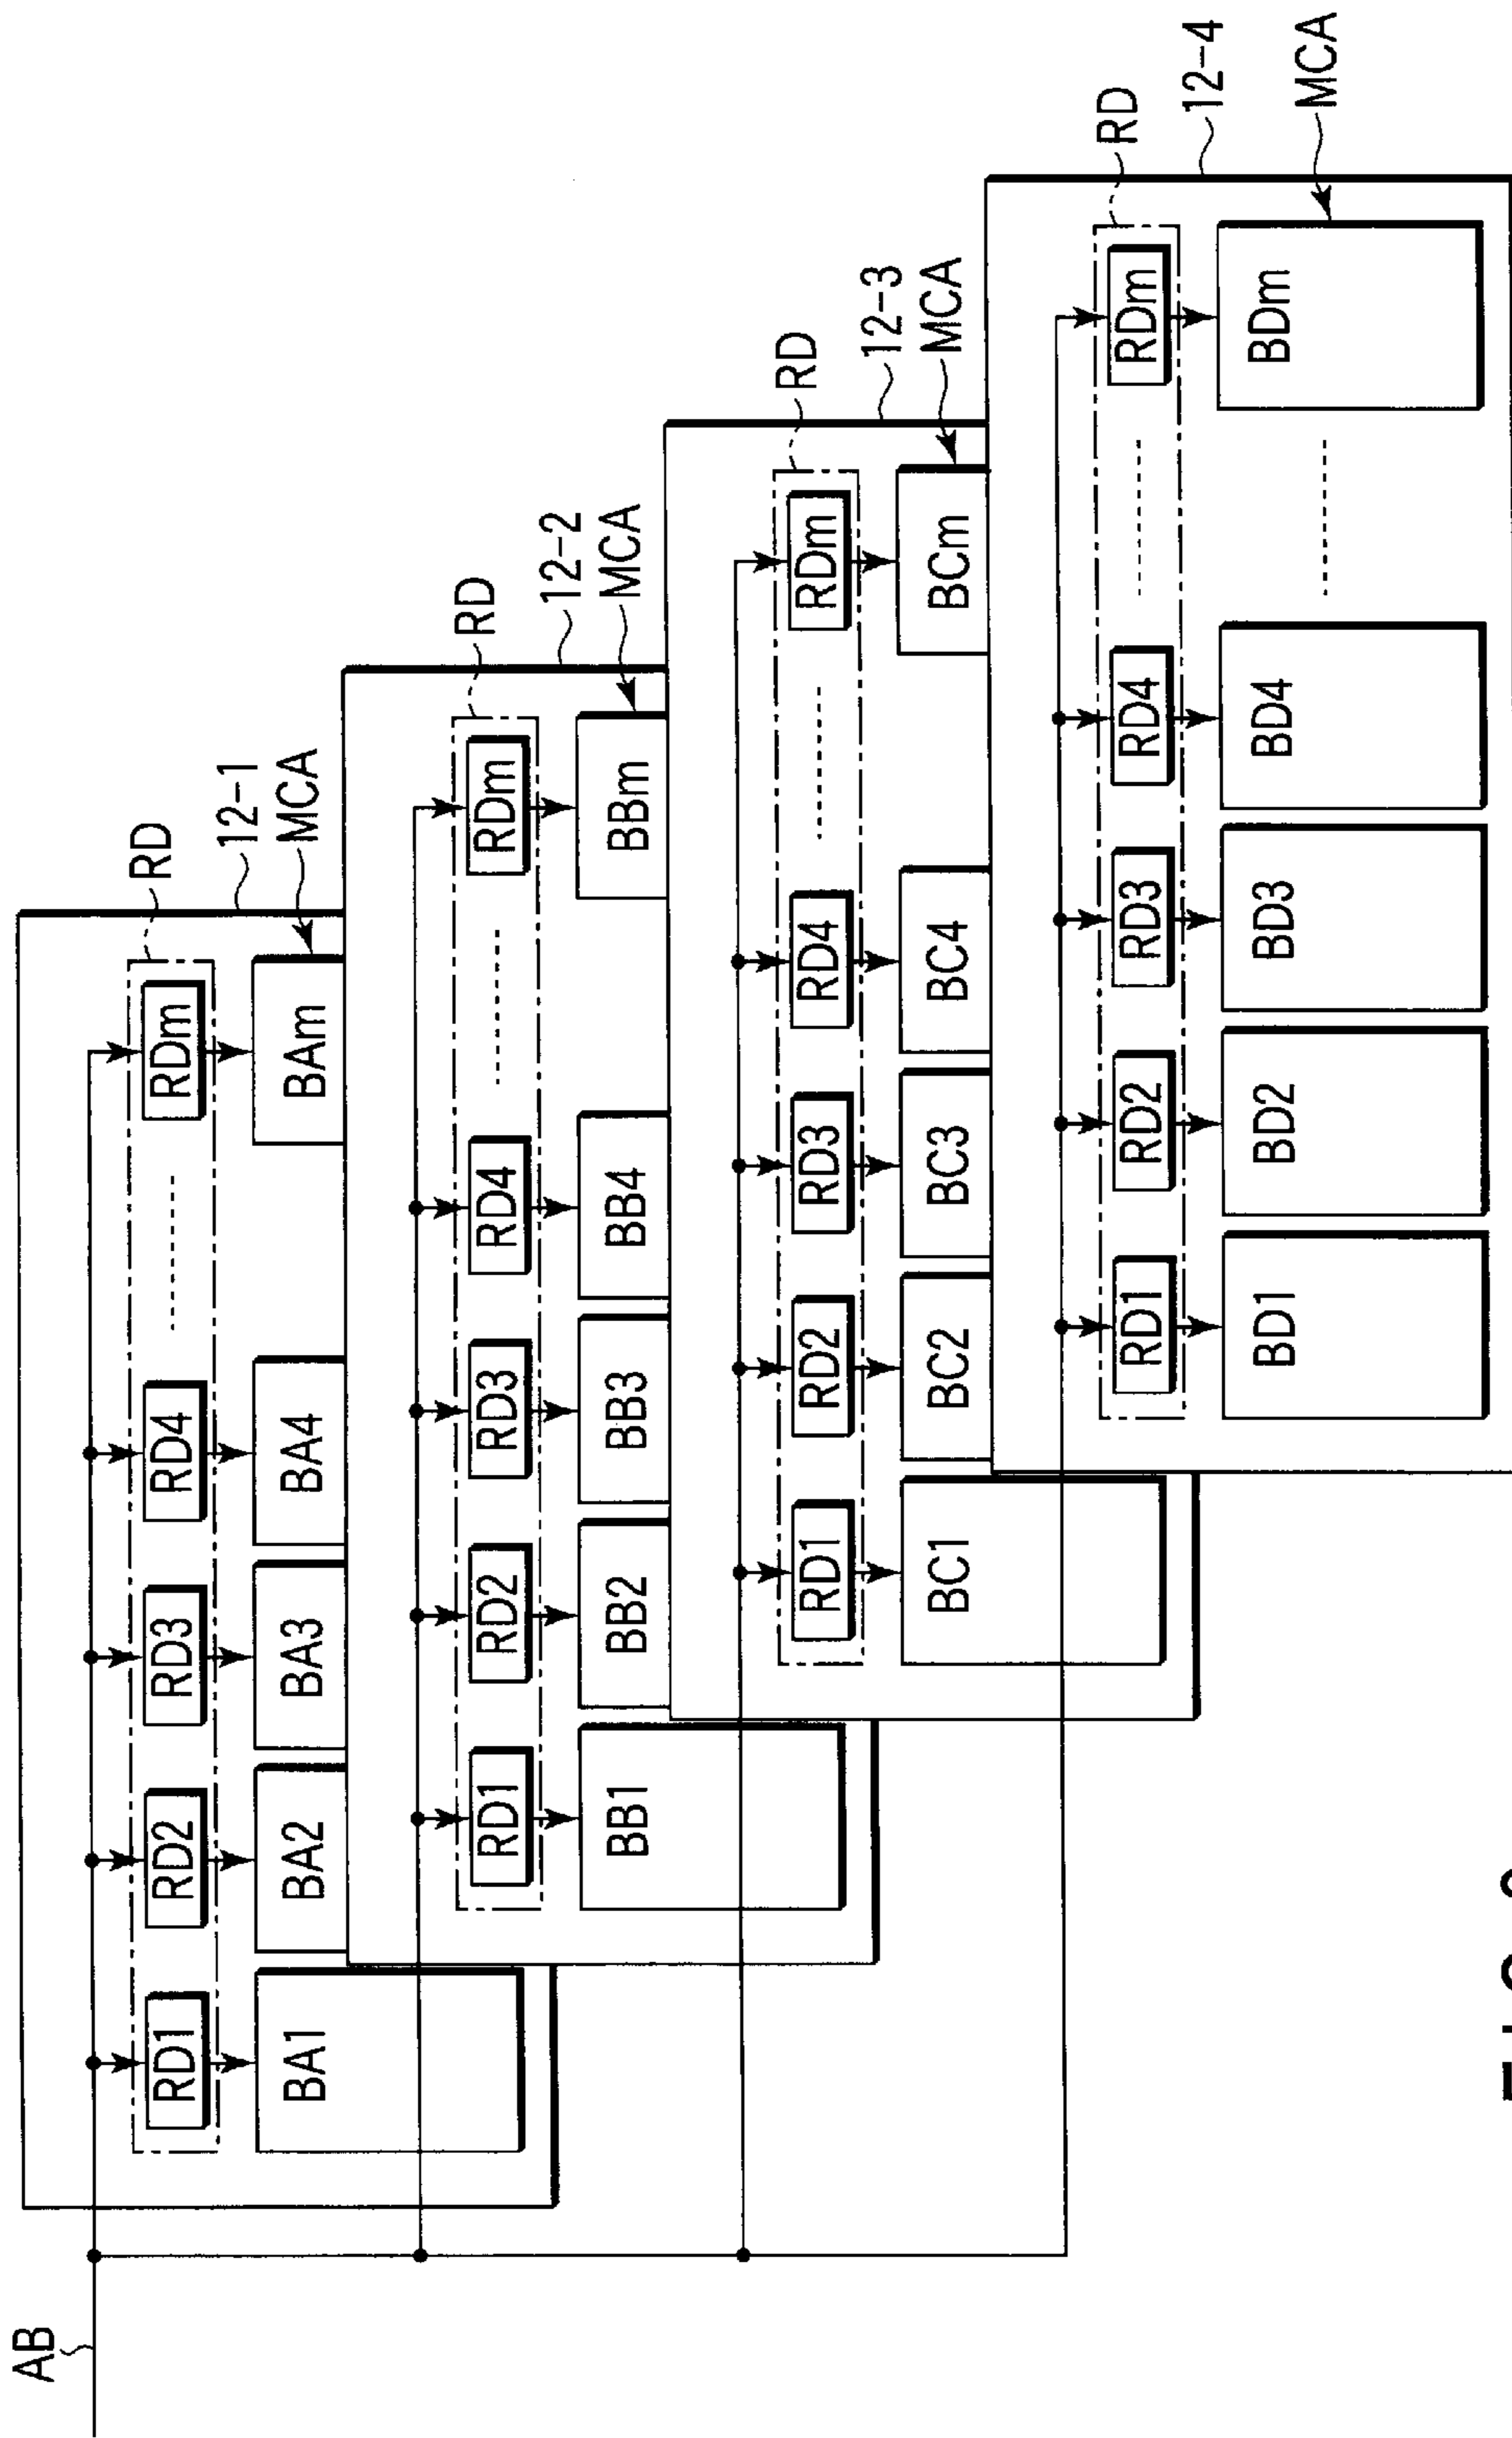 AB
RD
12-1
MCA
RD1 RD2 RD3 RD4 RDm
BA1 BA2 BA3 BA4 BAm
RD
12-2
MCA
RD1 RD2 RD3 RD4 RDm
BB1 BB2 BB3 BB4 BBm
RD
12-3
MCA
RD1 RD2 RD3 RD4 RDm
BC1 BC2 BC3 BC4 BCm
RD
12-4
MCA
RD1 RD2 RD3 RD4 RDm
BD1 BD2 BD3 BD4 BDm